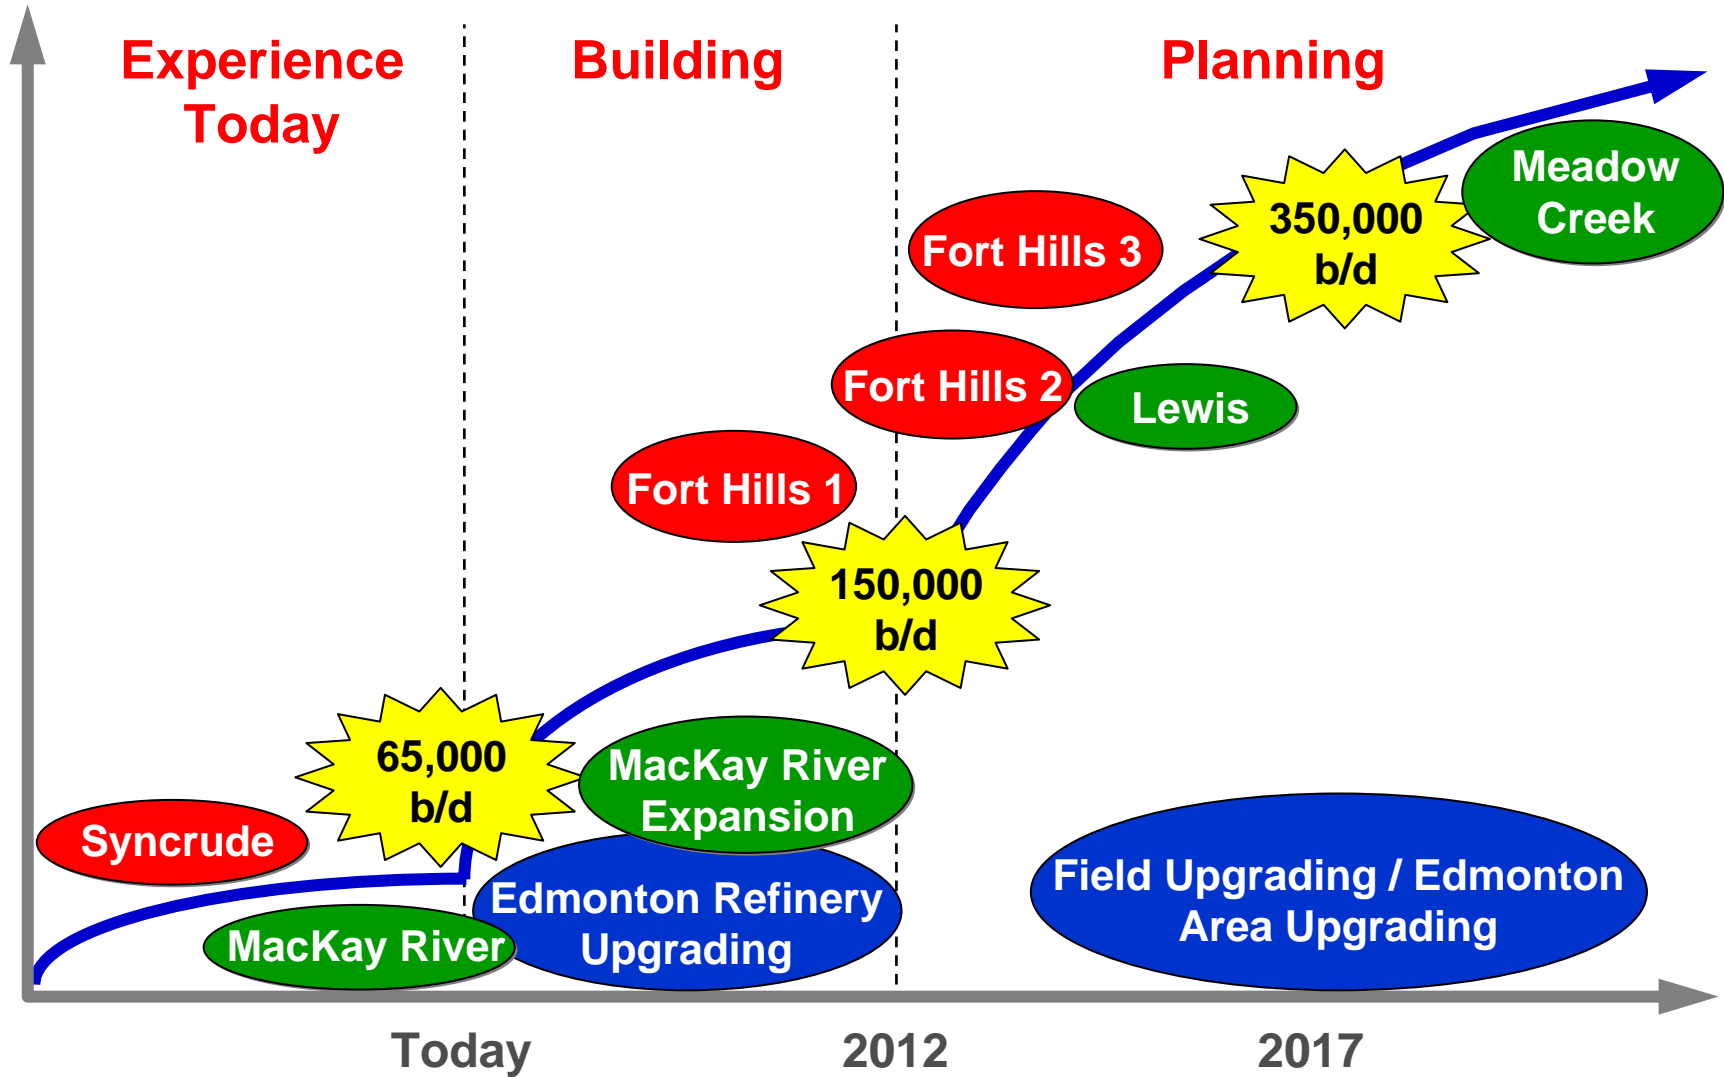 Experience
Today
Building
Planning
Meadow
Creek
350,000
b/d
Fort Hills 3
Fort Hills 2
Lewis
Fort Hills 1
150,000
b/d
65,000
b/d
MacKay River
Expansion
Syncrude
Edmonton Refinery
Upgrading
MacKay River
Field Upgrading / Edmonton
Area Upgrading
Today
2012
2017